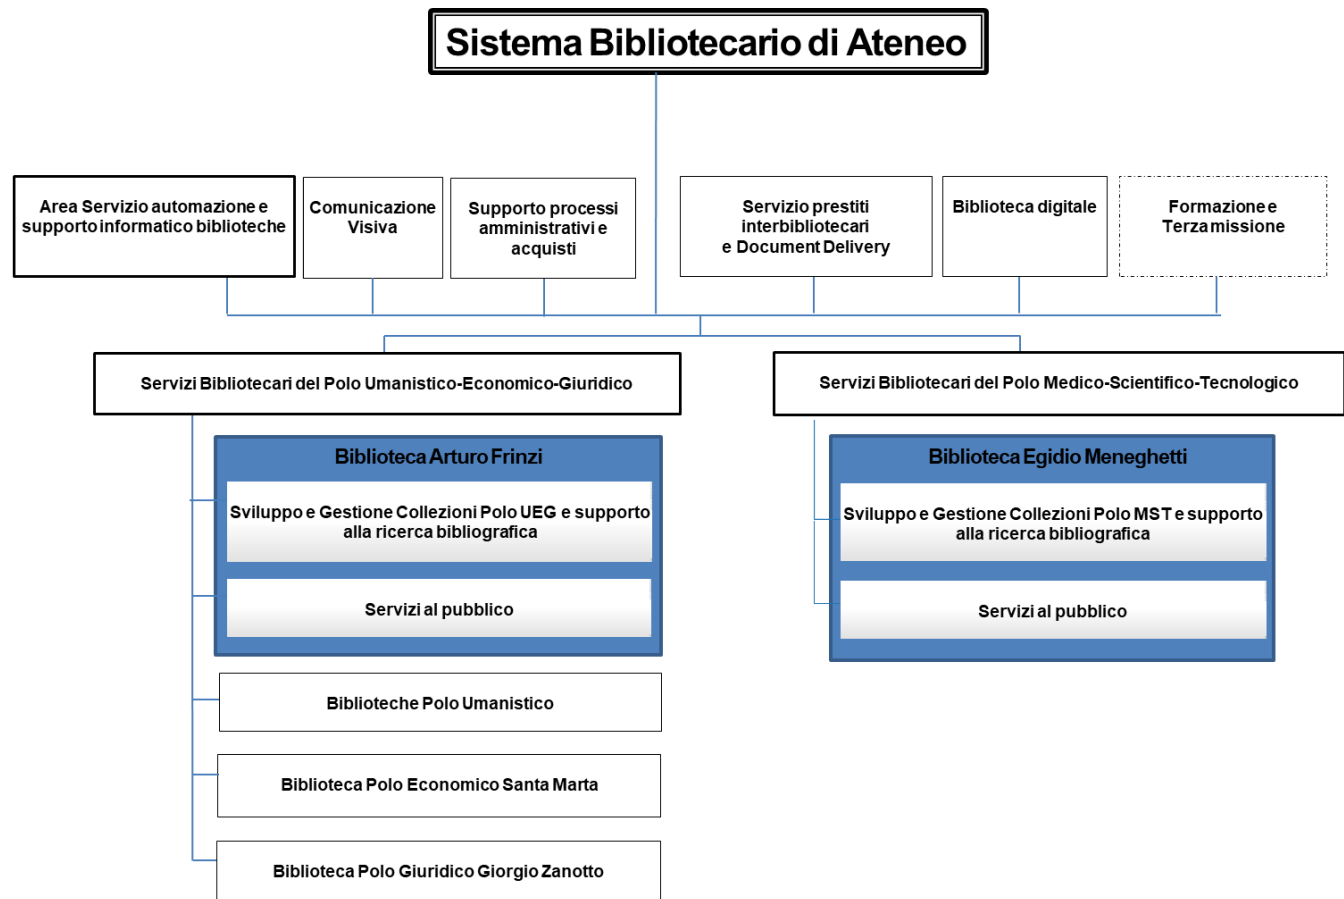 Sistema Bibliotecario di Ateneo
Area Servizio automazione e
supporto informatico biblioteche
Comunicazione
Visiva
Supporto processi
amministrativi e
acquisti
Servizio prestiti
interbibliotecari
e Document Delivery
Biblioteca digitale
Formazione e
Terza missione
Servizi Bibliotecari del Polo Umanistico-Economico-Giuridico
Servizi Bibliotecari del Polo Medico-Scientifico-Tecnologico
Biblioteca Arturo Frinzi
Sviluppo e Gestione Collezioni Polo UEG e supporto
alla ricerca bibliografica
Servizi al pubblico
Biblioteca Egidio Meneghetti
Sviluppo e Gestione Collezioni Polo MST e supporto
alla ricerca bibliografica
Servizi al pubblico
Biblioteche Polo Umanistico
Biblioteca Polo Economico Santa Marta
Biblioteca Polo Giuridico Giorgio Zanotto